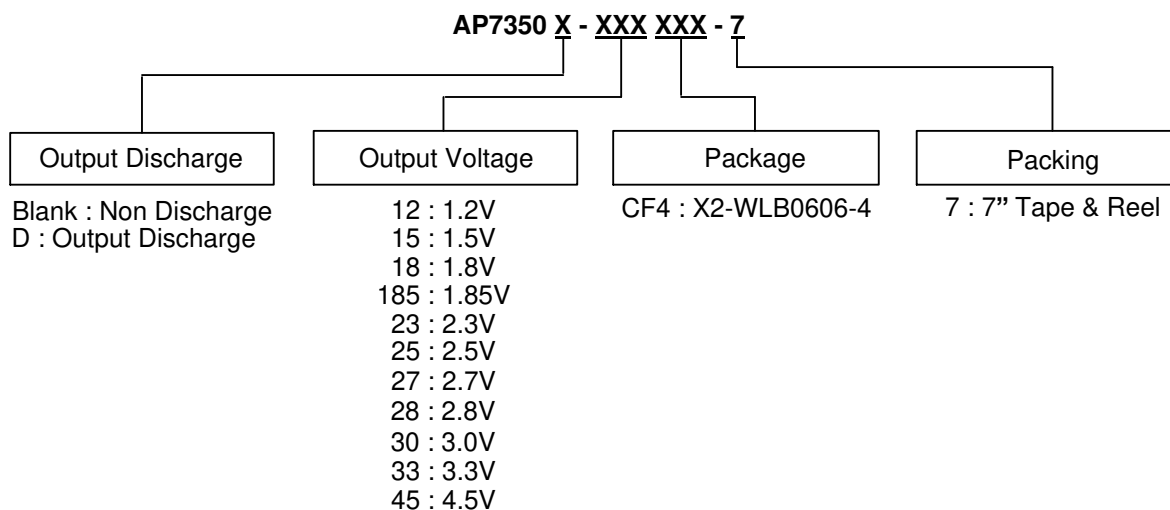 AP7350 X - XXX XXX - 7
Output Discharge
Blank : Non Discharge
D : Output Discharge
Output Voltage
12 : 1.2V
15 : 1.5V
18 : 1.8V
185 : 1.85V
23 : 2.3V
25 : 2.5V
27 : 2.7V
28 : 2.8V
30 : 3.0V
33 : 3.3V
45 : 4.5V
Package
CF4 : X2-WLB0606-4
Packing
7 : 7” Tape & Reel